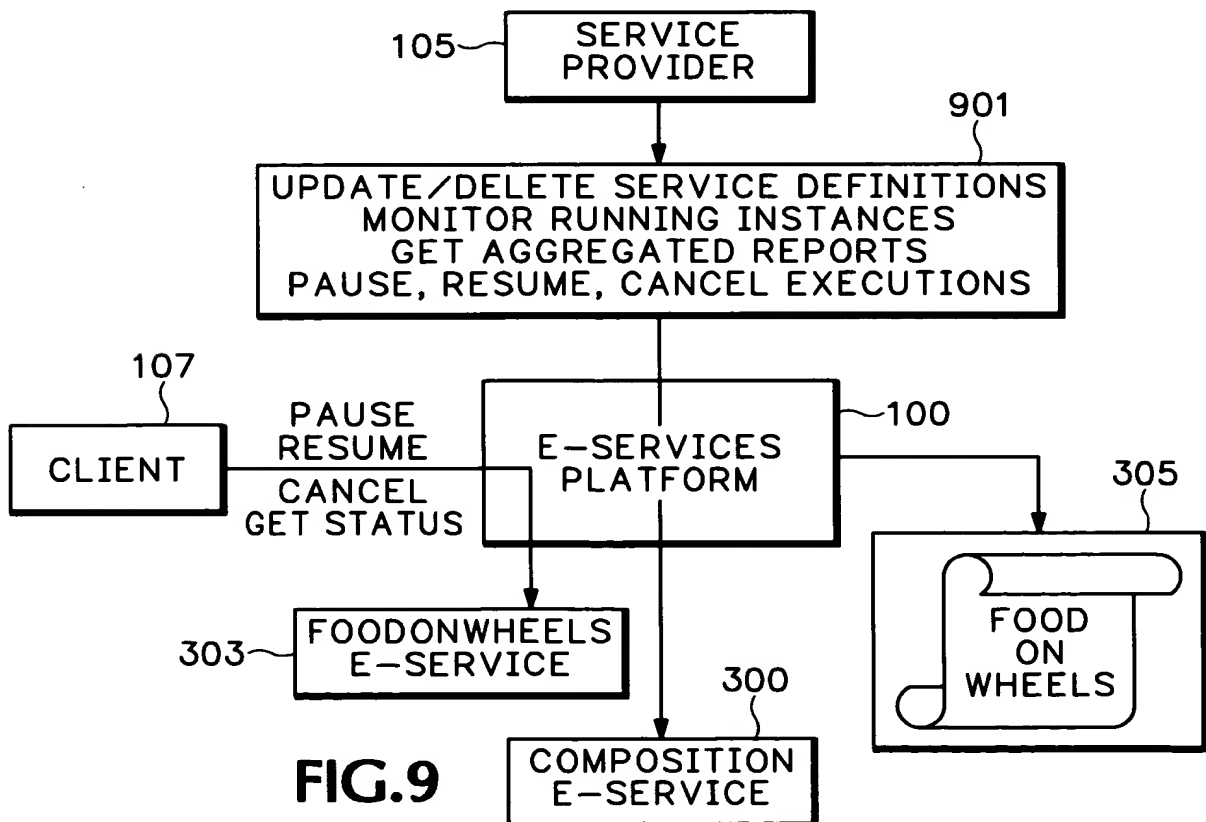 105
SERVICE
PROVIDER
901
UPDATE/DELETE SERVICE DEFINITIONS
MONITOR RUNNING INSTANCES
GET AGGREGATED REPORTS
PAUSE, RESUME, CANCEL EXECUTIONS
107
CLIENT
PAUSE
RESUME
CANCEL
GET STATUS
E-SERVICES
PLATFORM
100
305
FOOD
ON
WHEELS
303
FOODONWHEELS
E-SERVICE
300
COMPOSITION
E-SERVICE
FIG.9